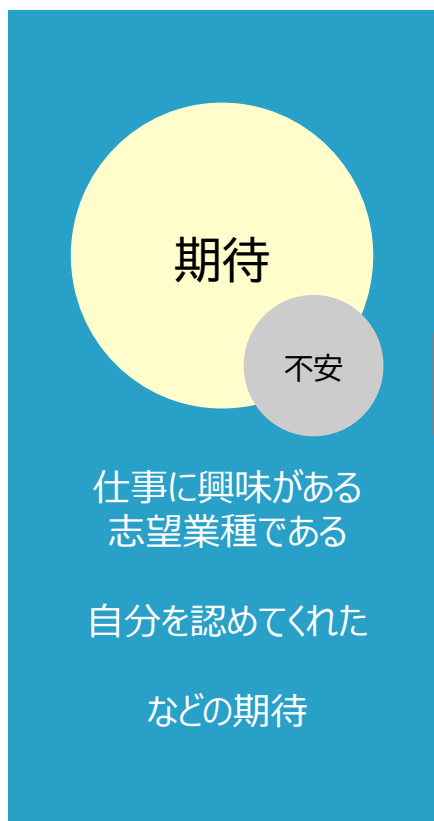 期待
不安
仕事に興味がある
志望業種である
自分を認めてくれた
などの期待